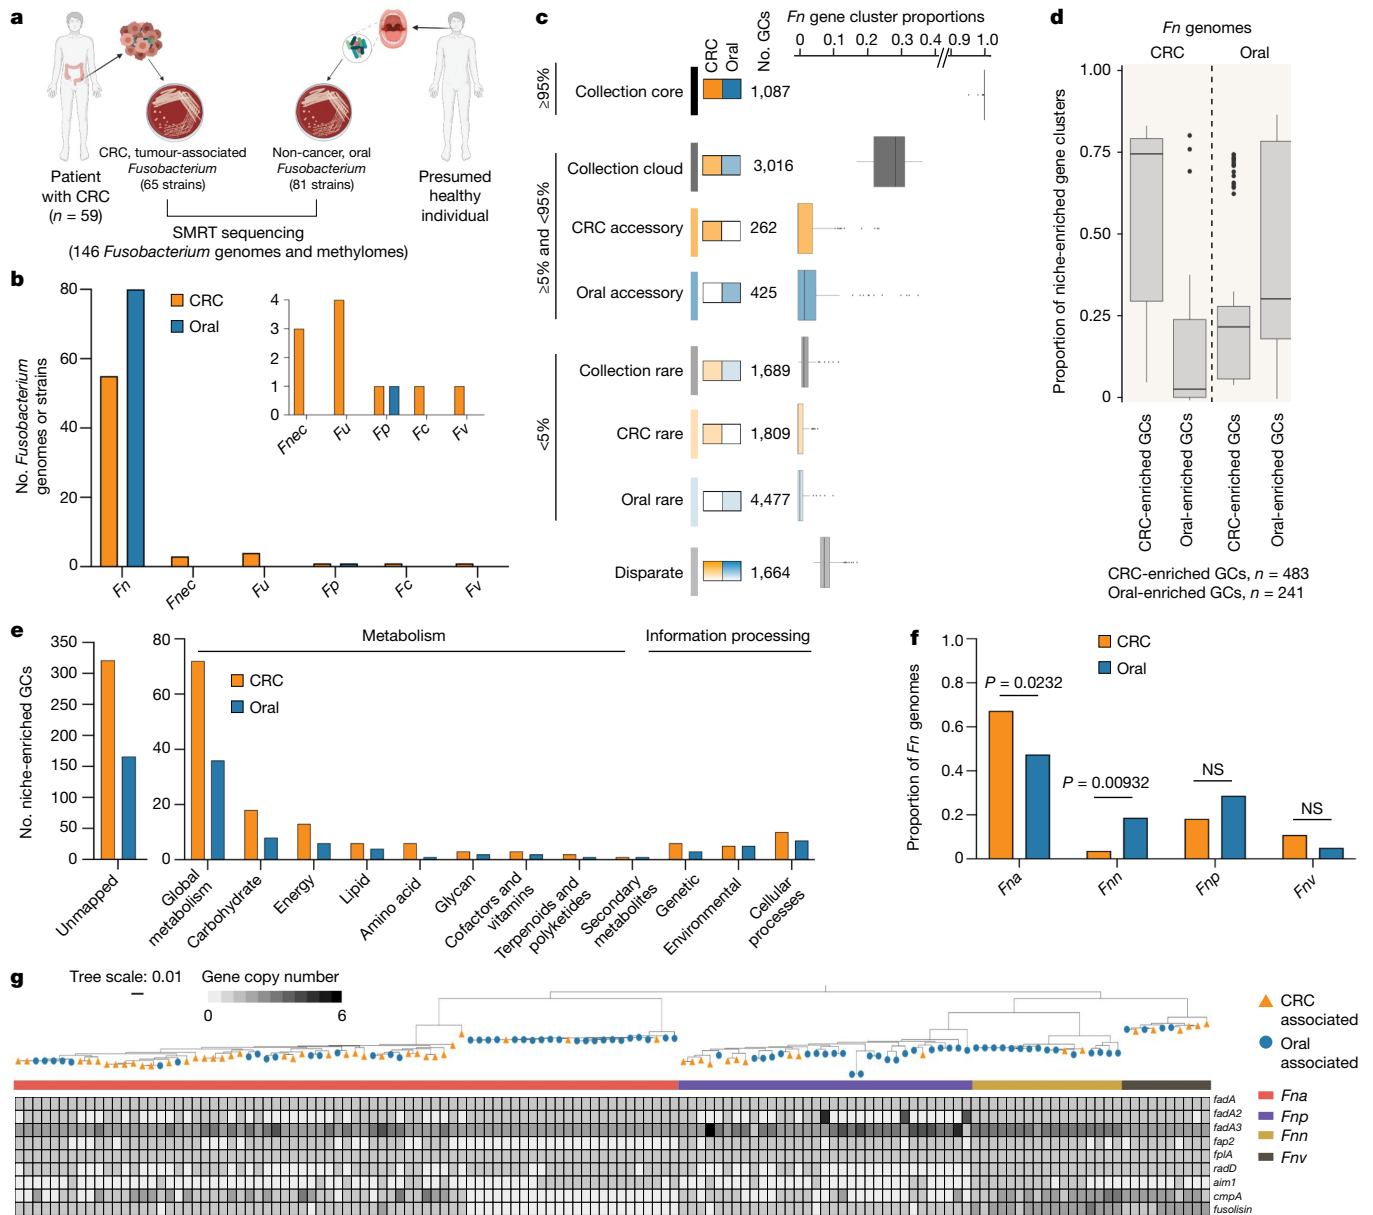 a
Patient
with CRC
(n = 59)
CRC, tumour-associated
Fusobacterium
(65 strains)
Non-cancer, oral
Fusobacterium
(81 strains)
Presumed
healthy
individual
SMRT sequencing
(146 Fusobacterium genomes and methylomes)
b
No. Fusobacterium
genomes or strains
80
60
40
20
0
CRC
Oral
4
3
2
1
0
Fnec
Fu
Fp
Fc
Fv
Fn
Fnec
Fu
Fp
Fc
Fv
c
CRC
Oral
No. GCs
Fn gene cluster proportions
0
0.1
0.2
0.3
0.4
0.9
1.0
≥95%
≥5% and <95%
<5%
Collection core
1,087
Collection cloud
3,016
CRC accessory
262
Oral accessory
425
Collection rare
1,689
CRC rare
1,809
Oral rare
4,477
Disparate
1,664
d
Fn genomes
CRC
Oral
Proportion of niche-enriched gene clusters
1.00
0.75
0.50
0.25
0
CRC-enriched GCs
Oral-enriched GCs
CRC-enriched GCs
Oral-enriched GCs
CRC-enriched GCs, n = 483
Oral-enriched GCs, n = 241
e
No. niche-enriched GCs
350
300
250
200
150
100
50
0
Unmapped
80
60
40
20
0
Metabolism
Information processing
CRC
Oral
Global
metabolism
Carbohydrate
Energy
Lipid
Amino acid
Glycan
Cofactors and
vitamins
Terpenoids and
polyketides
Secondary
metabolites
Genetic
Environmental
Cellular
processes
f
Proportion of Fn genomes
1.0
0.8
0.6
0.4
0.2
0
CRC
Oral
P = 0.0232
P = 0.00932
NS
NS
Fna
Fnn
Fnp
Fnv
g
Tree scale: 0.01
Gene copy number
0
6
CRC
associated
Oral
associated
Fna
Fnp
Fnn
Fnv
fadA
fadA2
fadA3
fap2
fplA
radD
aim1
cmpA
fusolisin